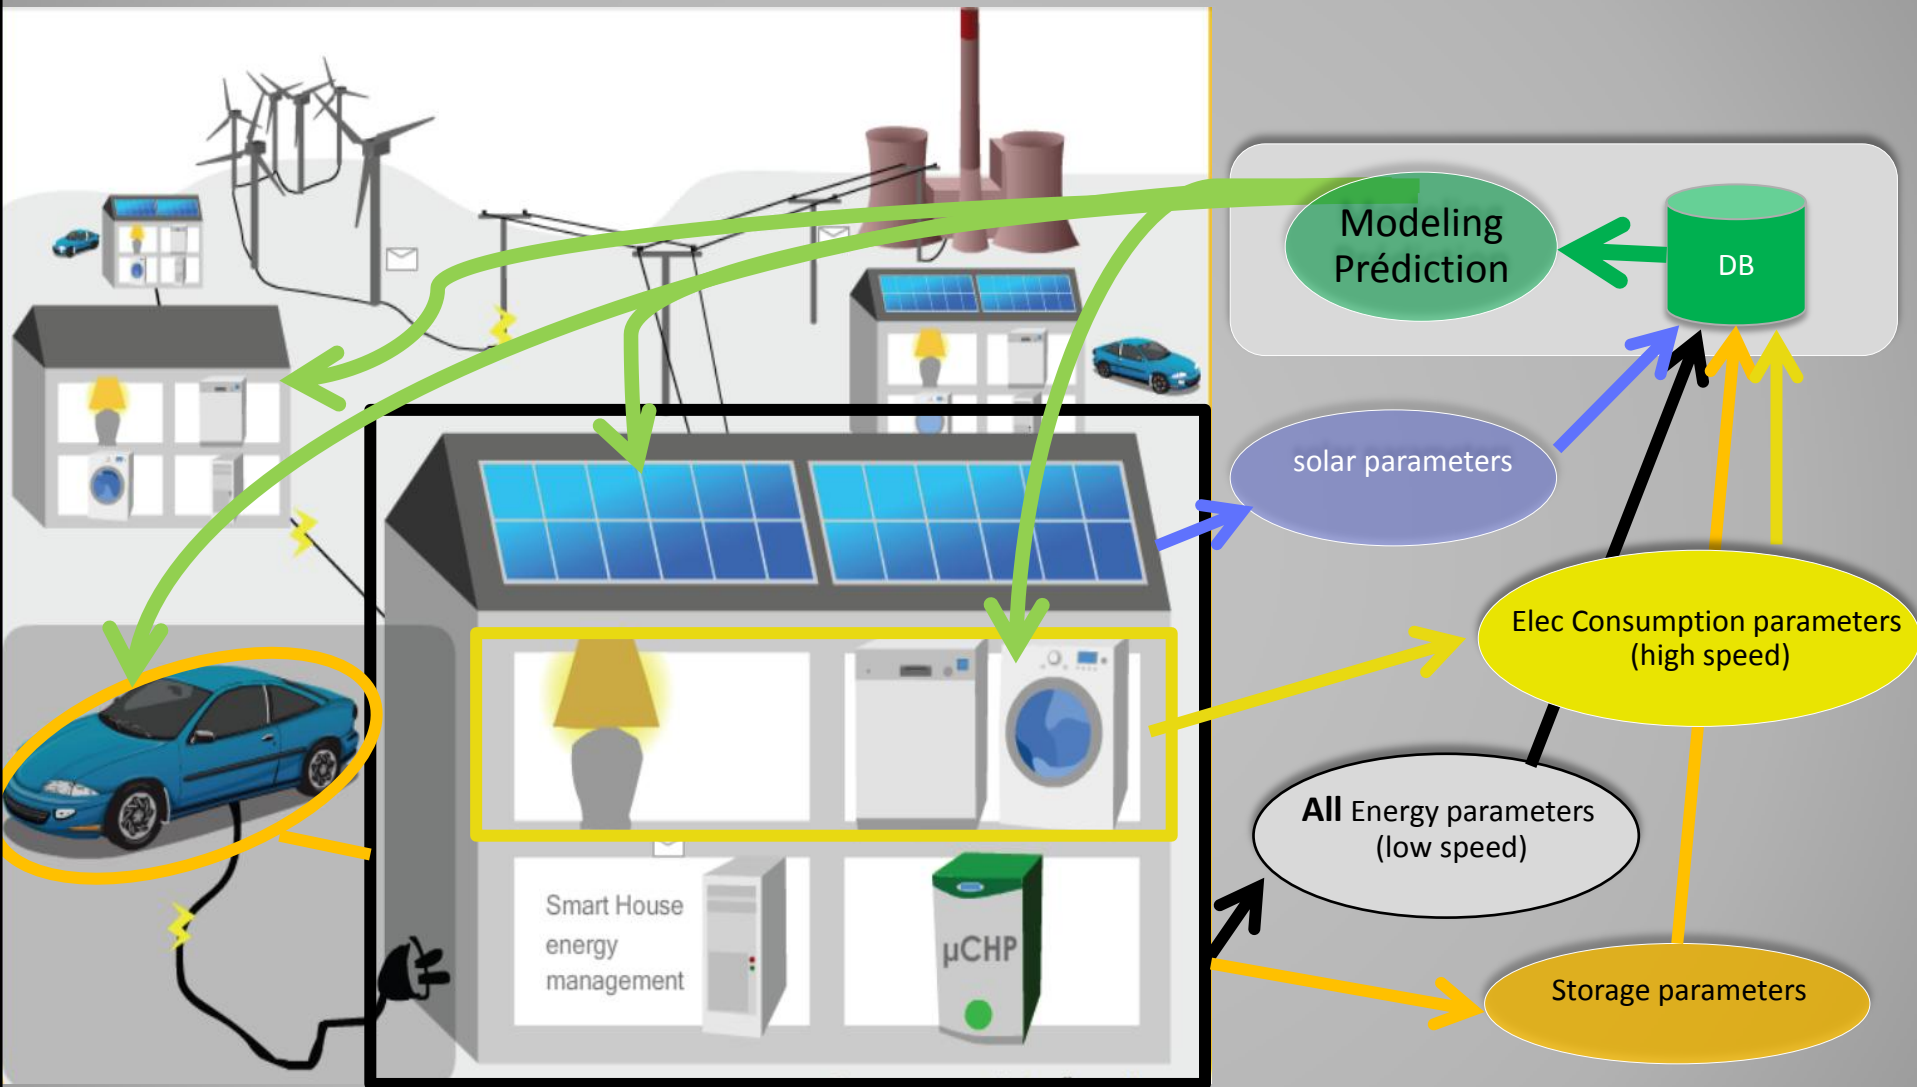 Modeling
Prédiction
DB
solar parameters
Elec Consumption parameters
(high speed)
All Energy parameters
(low speed)
Smart House
energy
management
µCHP
Storage parameters